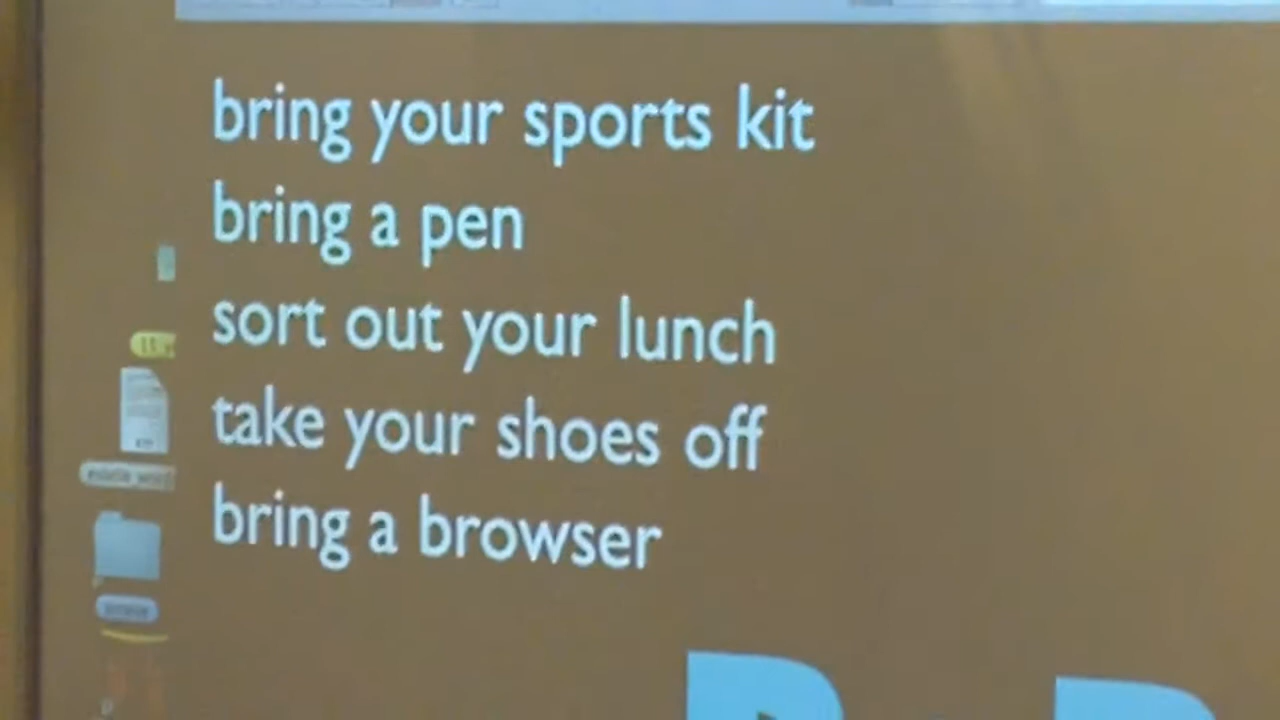 bring your sports kit
bring a pen
sort out your lunch
take your shoes off
bring a browser